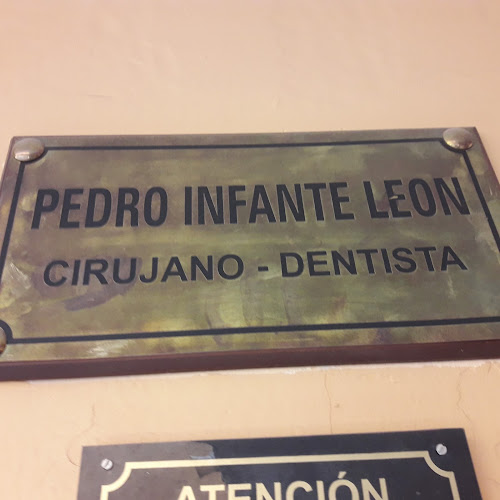 PEDRO INFANTE LEON
CIRUJANO - DENTISTA
ATENCIÓN